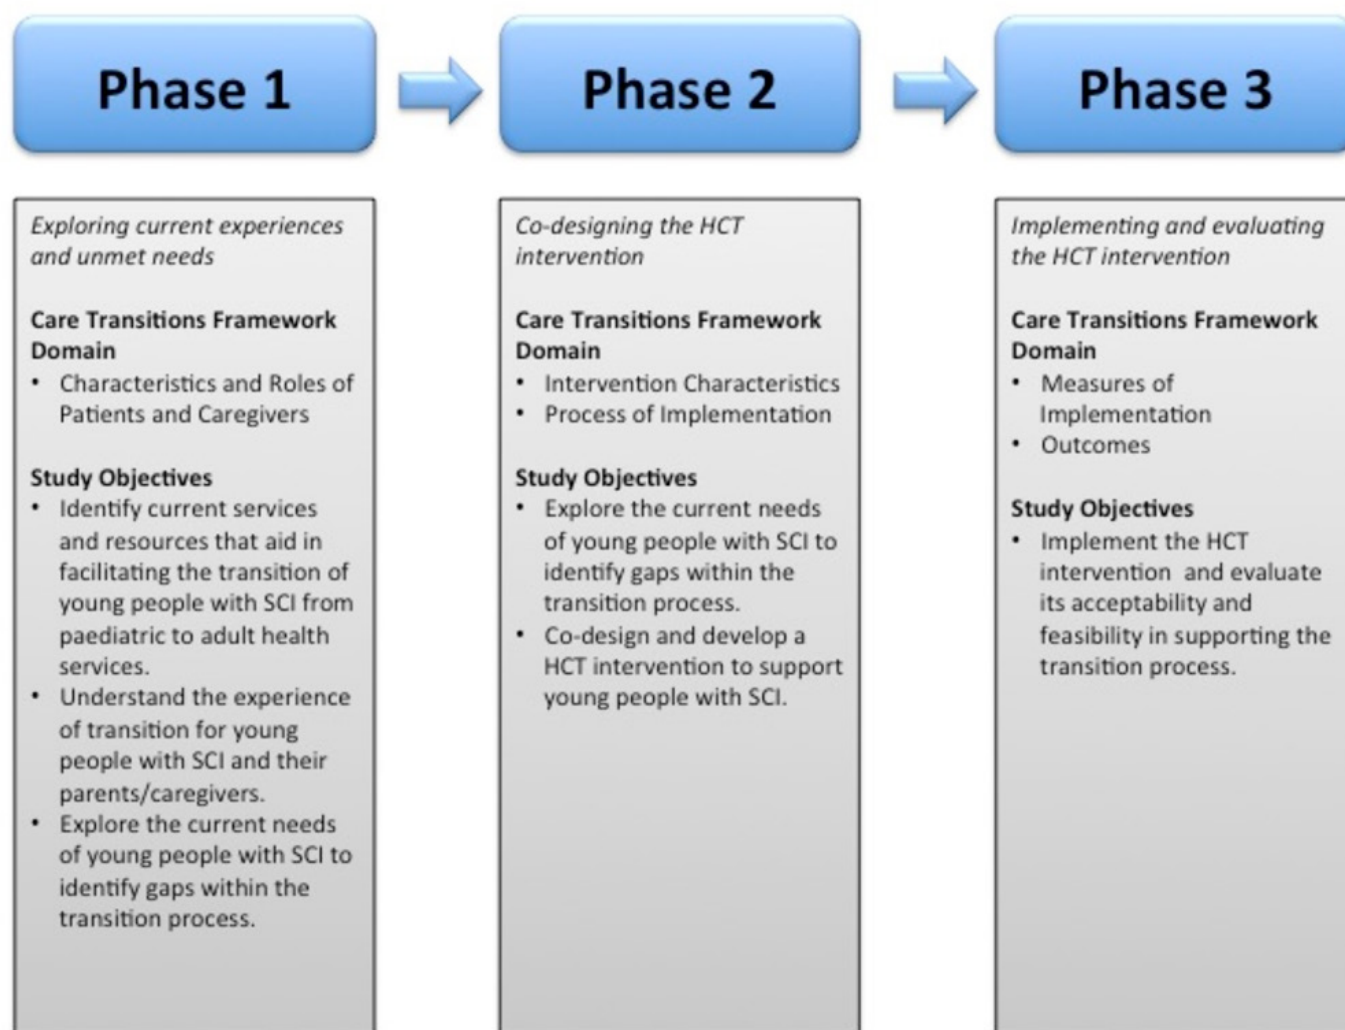 Phase 1
Phase 2
Phase 3
Exploring current experiences
and unmet needs
Care Transitions Framework
Domain
• Characteristics and Roles of
Patients and Caregivers
Study Objectives
• Identify current services
and resources that aid in
facilitating the transition of
young people with SCI from
paediatric to adult health
services.
• Understand the experience
of transition for young
people with SCI and their
parents/caregivers.
• Explore the current needs
of young people with SCI to
identify gaps within the
transition process.
Co-designing the HCT
intervention
Care Transitions Framework
Domain
• Intervention Characteristics
• Process of Implementation
Study Objectives
• Explore the current needs
of young people with SCI to
identify gaps within the
transition process.
• Co-design and develop a
HCT intervention to support
young people with SCI.
Implementing and evaluating
the HCT intervention
Care Transitions Framework
Domain
• Measures of
Implementation
• Outcomes
Study Objectives
• Implement the HCT
intervention and evaluate
its acceptability and
feasibility in supporting the
transition process.